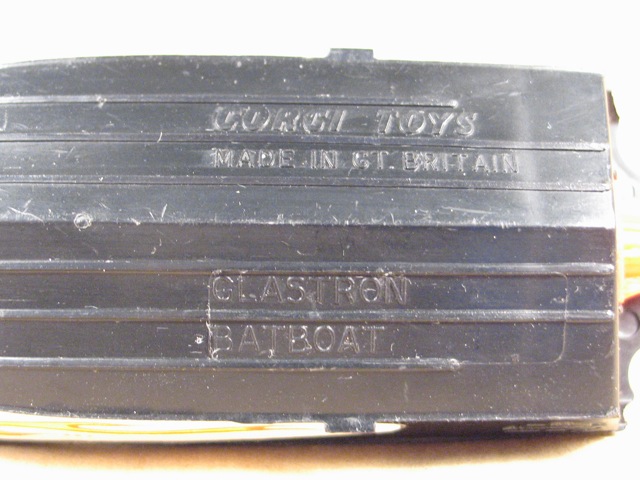 CORGI TOYS
MADE IN GT. BRITAIN
GLASTRON
BATBOAT